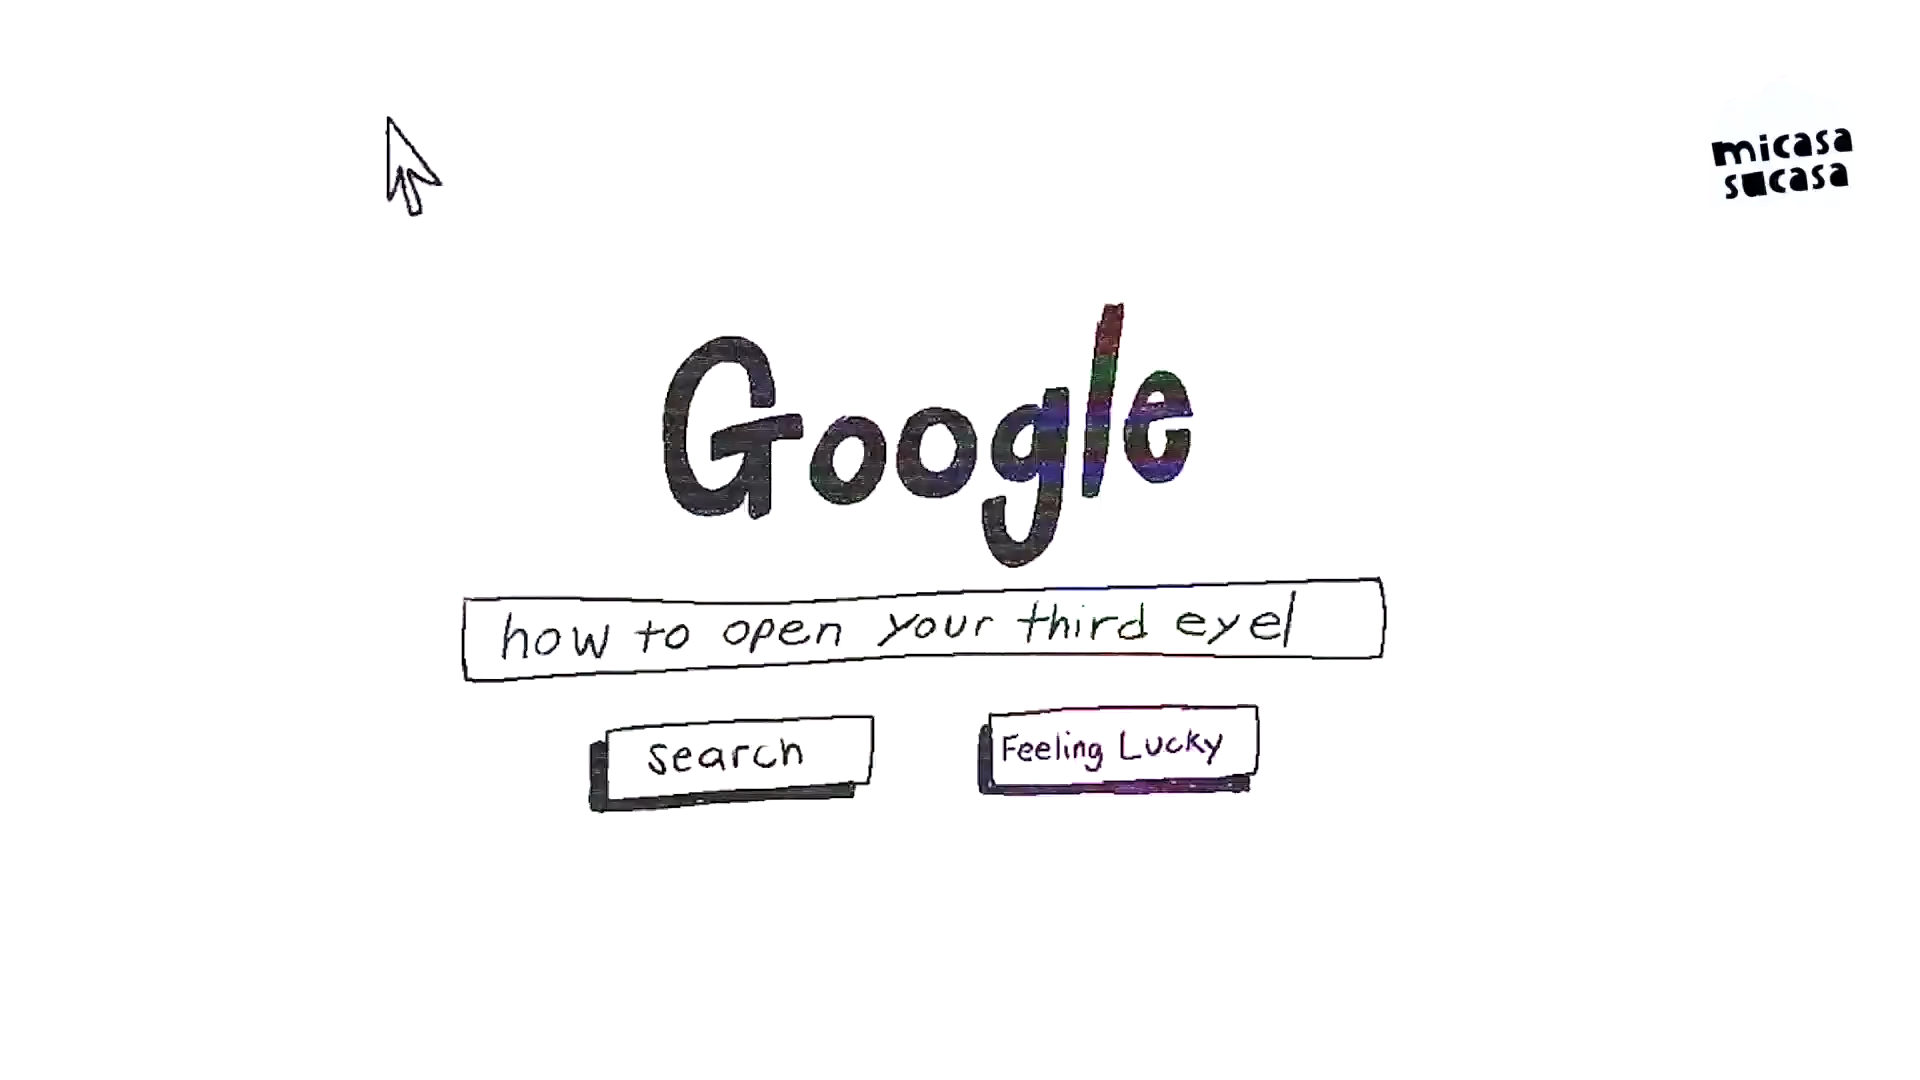 micasa
sucasa
Google
how to open your third eye
search
Feeling Lucky